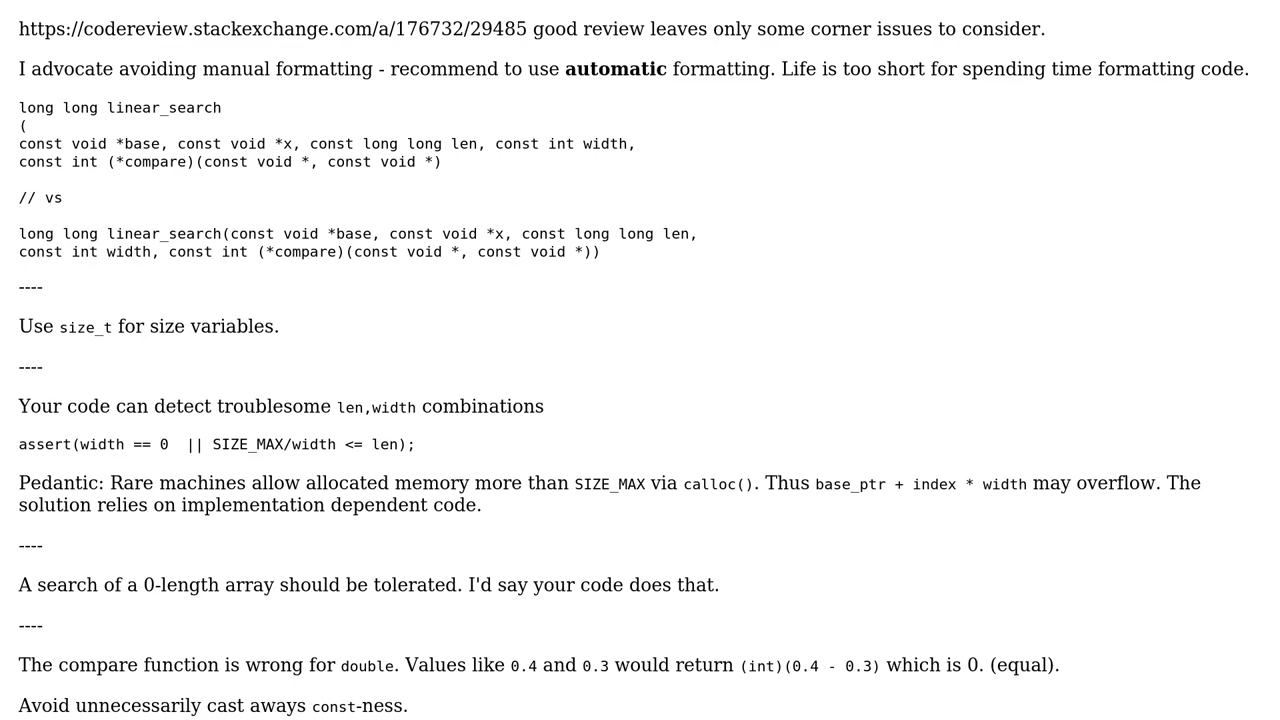 https://codereview.stackexchange.com/a/176732/29485 good review leaves only some corner issues to consider.
I advocate avoiding manual formatting - recommend to use automatic formatting. Life is too short for spending time formatting code.
long long linear_search
(
const void *base, const void *x, const long long len, const int width,
const int (*compare)(const void *, const void *)
// vs
long long linear_search(const void *base, const void *x, const long long len,
const int width, const int (*compare)(const void *, const void *))
----
Use size_t for size variables.
----
Your code can detect troublesome len,width combinations
assert(width == 0  || SIZE_MAX/width <= len);
Pedantic: Rare machines allow allocated memory more than SIZE_MAX via calloc(). Thus base_ptr + index * width may overflow. The
solution relies on implementation dependent code.
----
A search of a 0-length array should be tolerated. I'd say your code does that.
----
The compare function is wrong for double. Values like 0.4 and 0.3 would return (int)(0.4 - 0.3) which is 0. (equal).
Avoid unnecessarily cast aways const-ness.